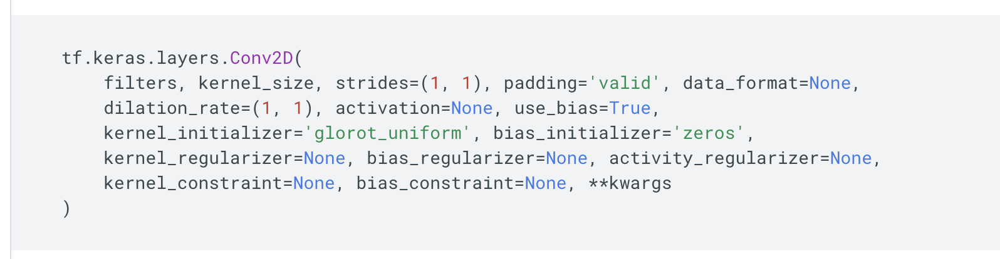 tf.keras.layers.Conv2D(
    filters, kernel_size, strides=(1, 1), padding='valid', data_format=None,
    dilation_rate=(1, 1), activation=None, use_bias=True,
    kernel_initializer='glorot_uniform', bias_initializer='zeros',
    kernel_regularizer=None, bias_regularizer=None, activity_regularizer=None,
    kernel_constraint=None, bias_constraint=None, **kwargs
)